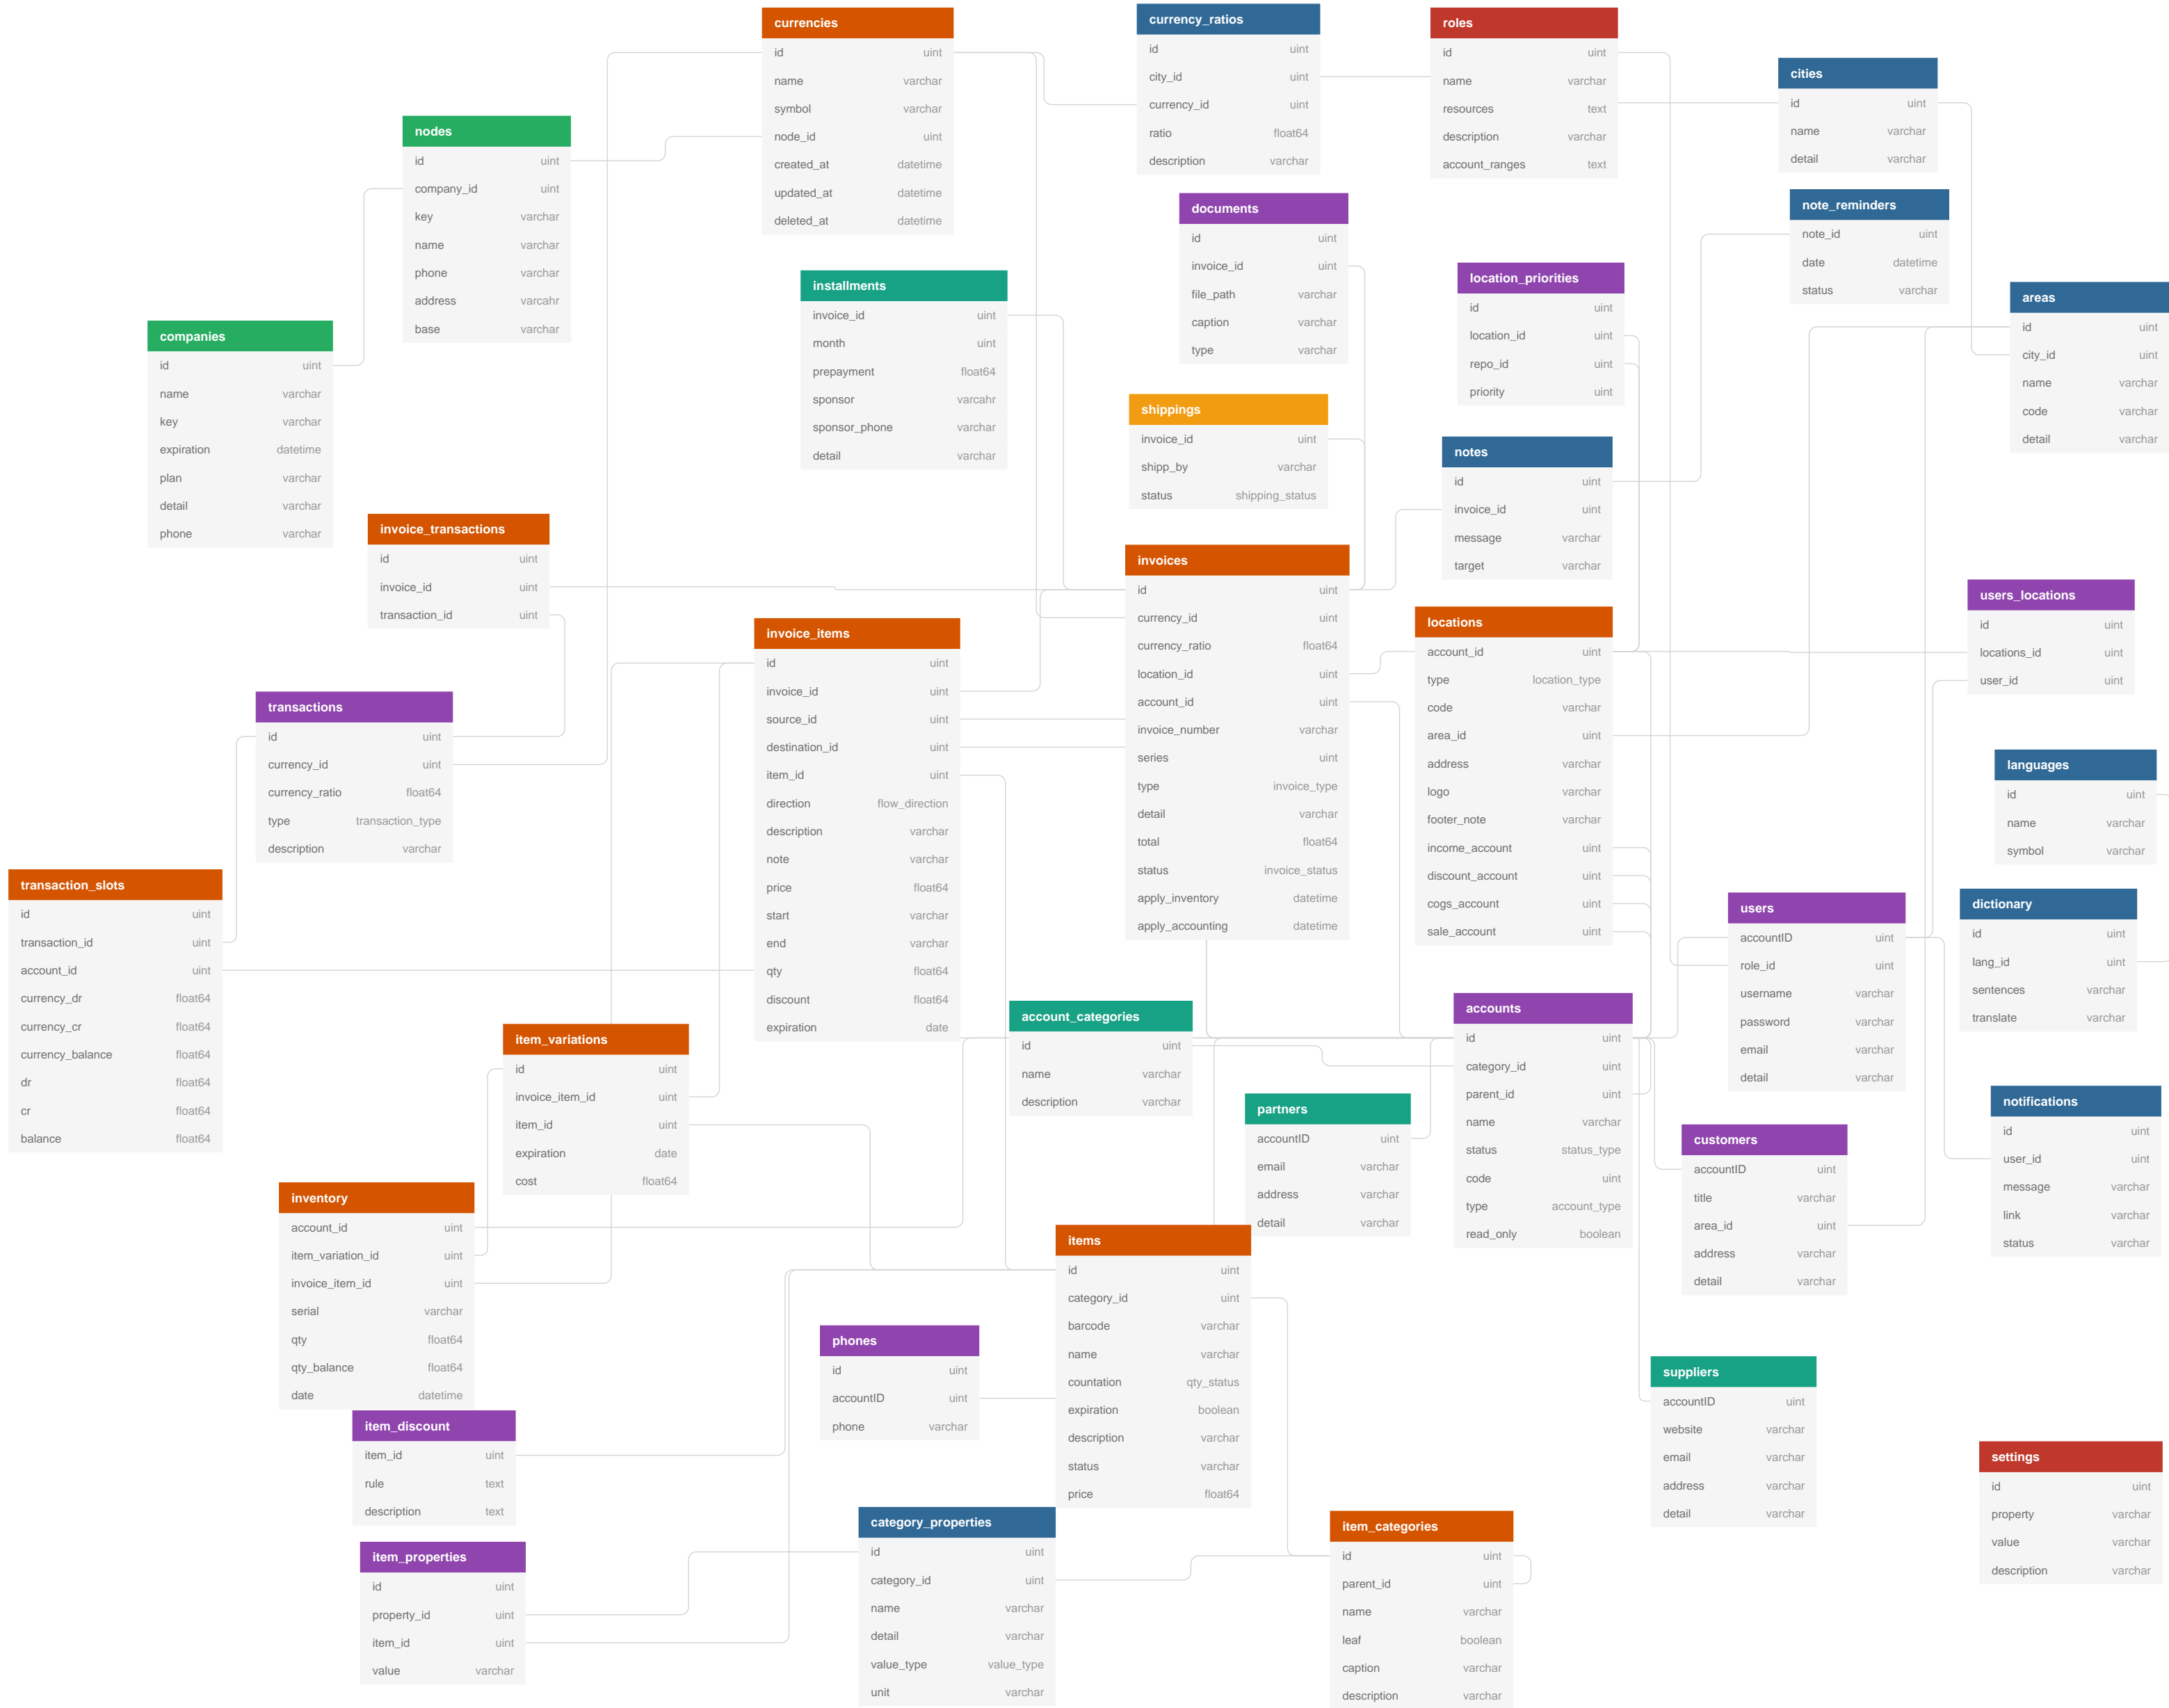 currencies
id uint
name varchar
symbol varchar
node_id uint
created_at datetime
updated_at datetime
deleted_at datetime
currency_ratios
id uint
city_id uint
currency_id uint
ratio float64
description varchar
roles
id uint
name varchar
resources text
description varchar
account_ranges text
cities
id uint
name varchar
detail varchar
nodes
id uint
company_id uint
key varchar
name varchar
phone varchar
address varcahr
base varchar
documents
id uint
invoice_id uint
file_path varchar
caption varchar
type varchar
note_reminders
note_id uint
date datetime
status varchar
installments
invoice_id uint
month uint
prepayment float64
sponsor varcahr
sponsor_phone varchar
detail varchar
location_priorities
id uint
location_id uint
repo_id uint
priority uint
areas
id uint
city_id uint
name varchar
code varchar
detail varchar
companies
id uint
name varchar
key varchar
expiration datetime
plan varchar
detail varchar
phone varchar
shippings
invoice_id uint
shipp_by varchar
status shipping_status
notes
id uint
invoice_id uint
message varchar
target varchar
invoice_transactions
id uint
invoice_id uint
transaction_id uint
invoices
id uint
currency_id uint
currency_ratio float64
location_id uint
account_id uint
invoice_number varchar
series uint
type invoice_type
detail varchar
total float64
status invoice_status
apply_inventory datetime
apply_accounting datetime
users_locations
id uint
locations_id uint
user_id uint
locations
account_id uint
type location_type
code varchar
area_id uint
address varchar
logo varchar
footer_note varchar
income_account uint
discount_account uint
cogs_account uint
sale_account uint
invoice_items
id uint
invoice_id uint
source_id uint
destination_id uint
item_id uint
direction flow_direction
description varchar
note varchar
price float64
start varchar
end varchar
qty float64
discount float64
expiration date
transactions
id uint
currency_id uint
currency_ratio float64
type transaction_type
description varchar
languages
id uint
name varchar
symbol varchar
transaction_slots
id uint
transaction_id uint
account_id uint
currency_dr float64
currency_cr float64
currency_balance float64
dr float64
cr float64
balance float64
users
accountID uint
role_id uint
username varchar
password varchar
email varchar
detail varchar
dictionary
id uint
lang_id uint
sentences varchar
translate varchar
account_categories
id uint
name varchar
description varchar
accounts
id uint
category_id uint
parent_id uint
name varchar
status status_type
code uint
type account_type
read_only boolean
item_variations
id uint
invoice_item_id uint
item_id uint
expiration date
cost float64
partners
accountID uint
email varchar
address varchar
detail varchar
notifications
id uint
user_id uint
message varchar
link varchar
status varchar
customers
accountID uint
title varchar
area_id uint
address varchar
detail varchar
inventory
account_id uint
item_variation_id uint
invoice_item_id uint
serial varchar
qty float64
qty_balance float64
date datetime
items
id uint
category_id uint
barcode varchar
name varchar
countation qty_status
expiration boolean
description varchar
status varchar
price float64
phones
id uint
accountID uint
phone varchar
suppliers
accountID uint
website varchar
email varchar
address varchar
detail varchar
item_discount
item_id uint
rule text
description text
settings
id uint
property varchar
value varchar
description varchar
category_properties
id uint
category_id uint
name varchar
detail varchar
value_type value_type
unit varchar
item_categories
id uint
parent_id uint
name varchar
leaf boolean
caption varchar
description varchar
item_properties
id uint
property_id uint
item_id uint
value varchar